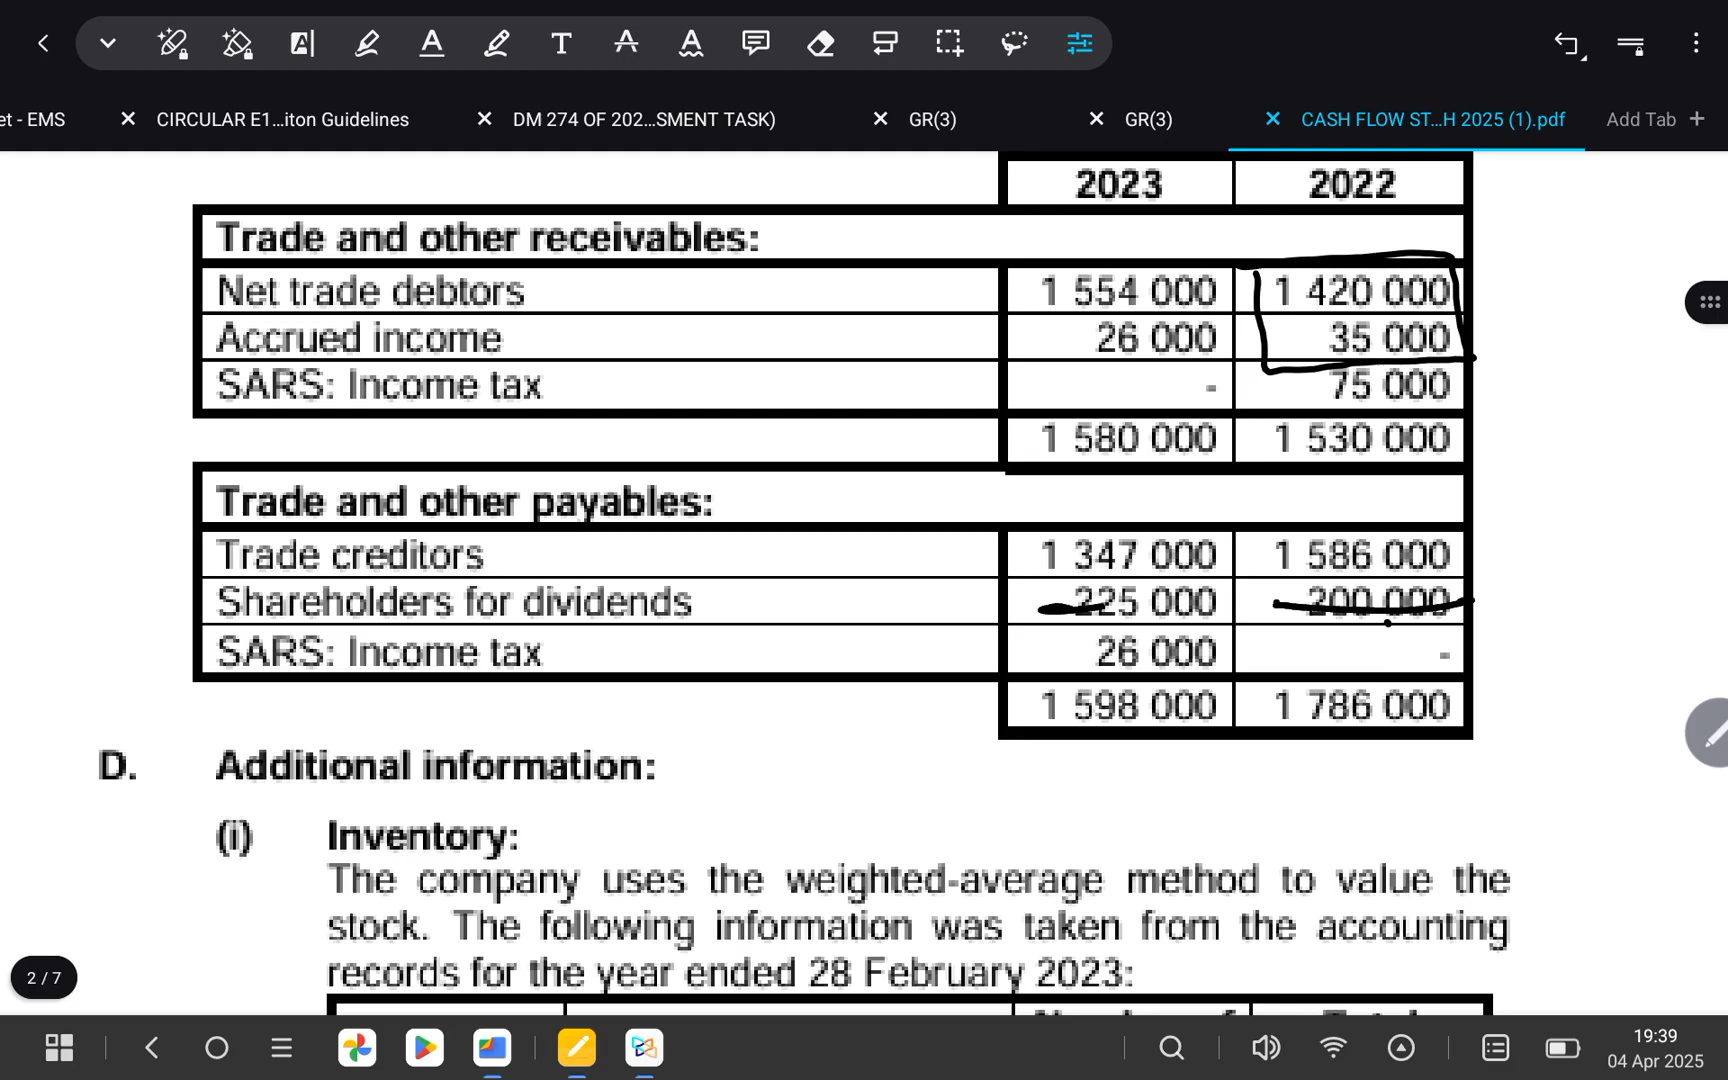 et - EMS
CIRCULAR E1...iton Guidelines
DM 274 OF 202...SMENT TASK)
GR(3)
GR(3)
CASH FLOW ST...H 2025 (1).pdf
Add Tab
2023 2022
Trade and other receivables:
Net trade debtors 1 554 000 1 420 000
Accrued income 26 000 35 000
SARS: Income tax - 75 000
1 580 000 1 530 000
Trade and other payables:
Trade creditors 1 347 000 1 586 000
Shareholders for dividends 225 000 200 000
SARS: Income tax 26 000 -
1 598 000 1 786 000
D. Additional information:
(i) Inventory:
The company uses the weighted-average method to value the
stock. The following information was taken from the accounting
records for the year ended 28 February 2023:
2 / 7
19:39
04 Apr 2025